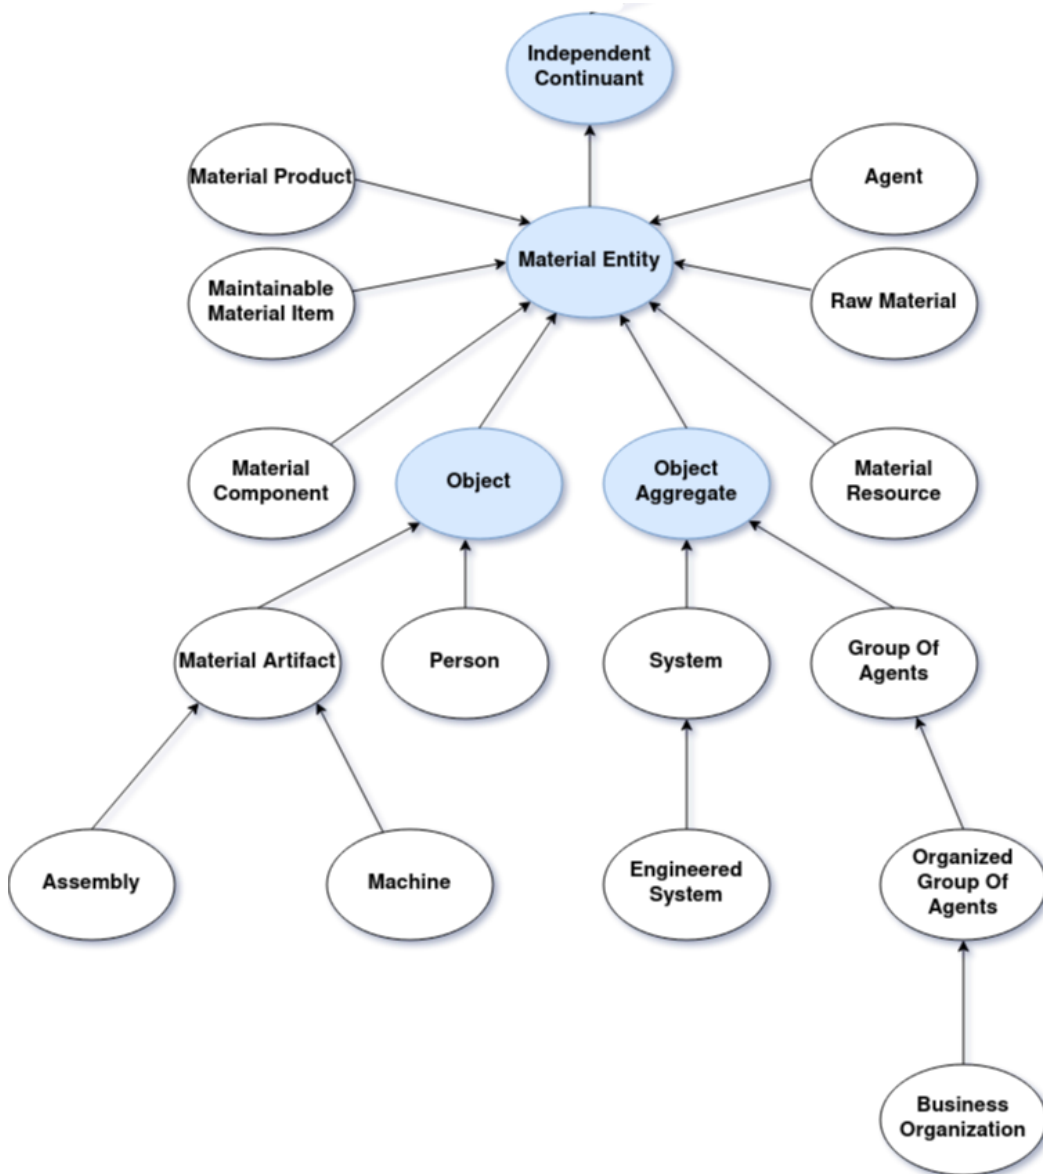 Independent
Continuant
Material Product
Agent
Material Entity
Maintainable
Material Item
Raw Material
Material
Component
Object
Object
Aggregate
Material
Resource
Material Artifact
Person
System
Group Of
Agents
Assembly
Machine
Engineered
System
Organized
Group Of
Agents
Business
Organization